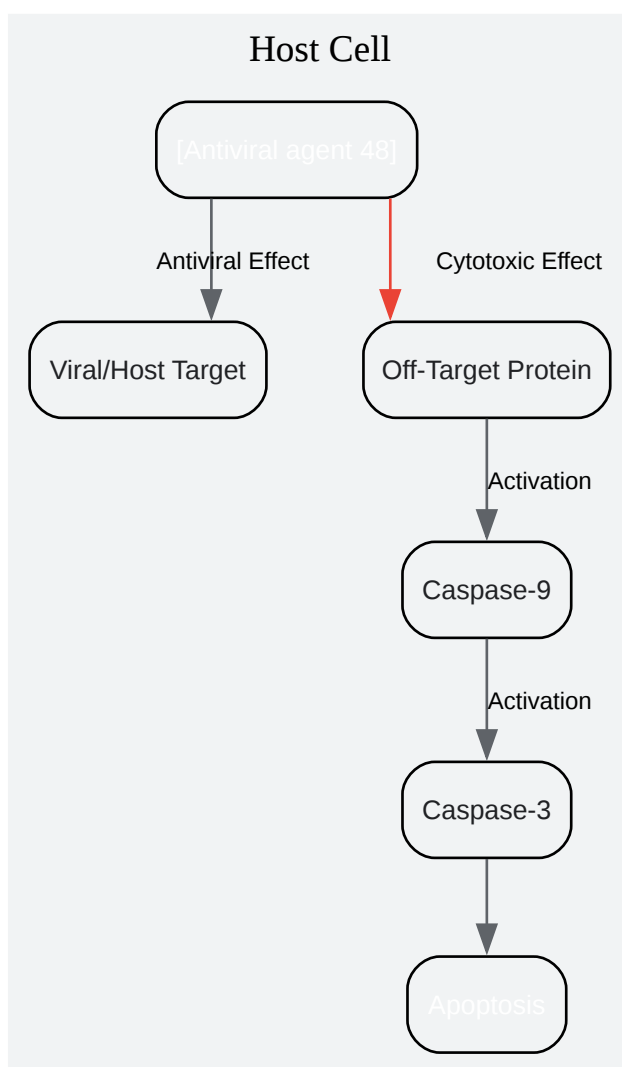 Host Cell
[Antiviral agent 48]
Antiviral Effect
Cytotoxic Effect
Viral/Host Target
Off-Target Protein
Activation
Caspase-9
Activation
Caspase-3
Apoptosis